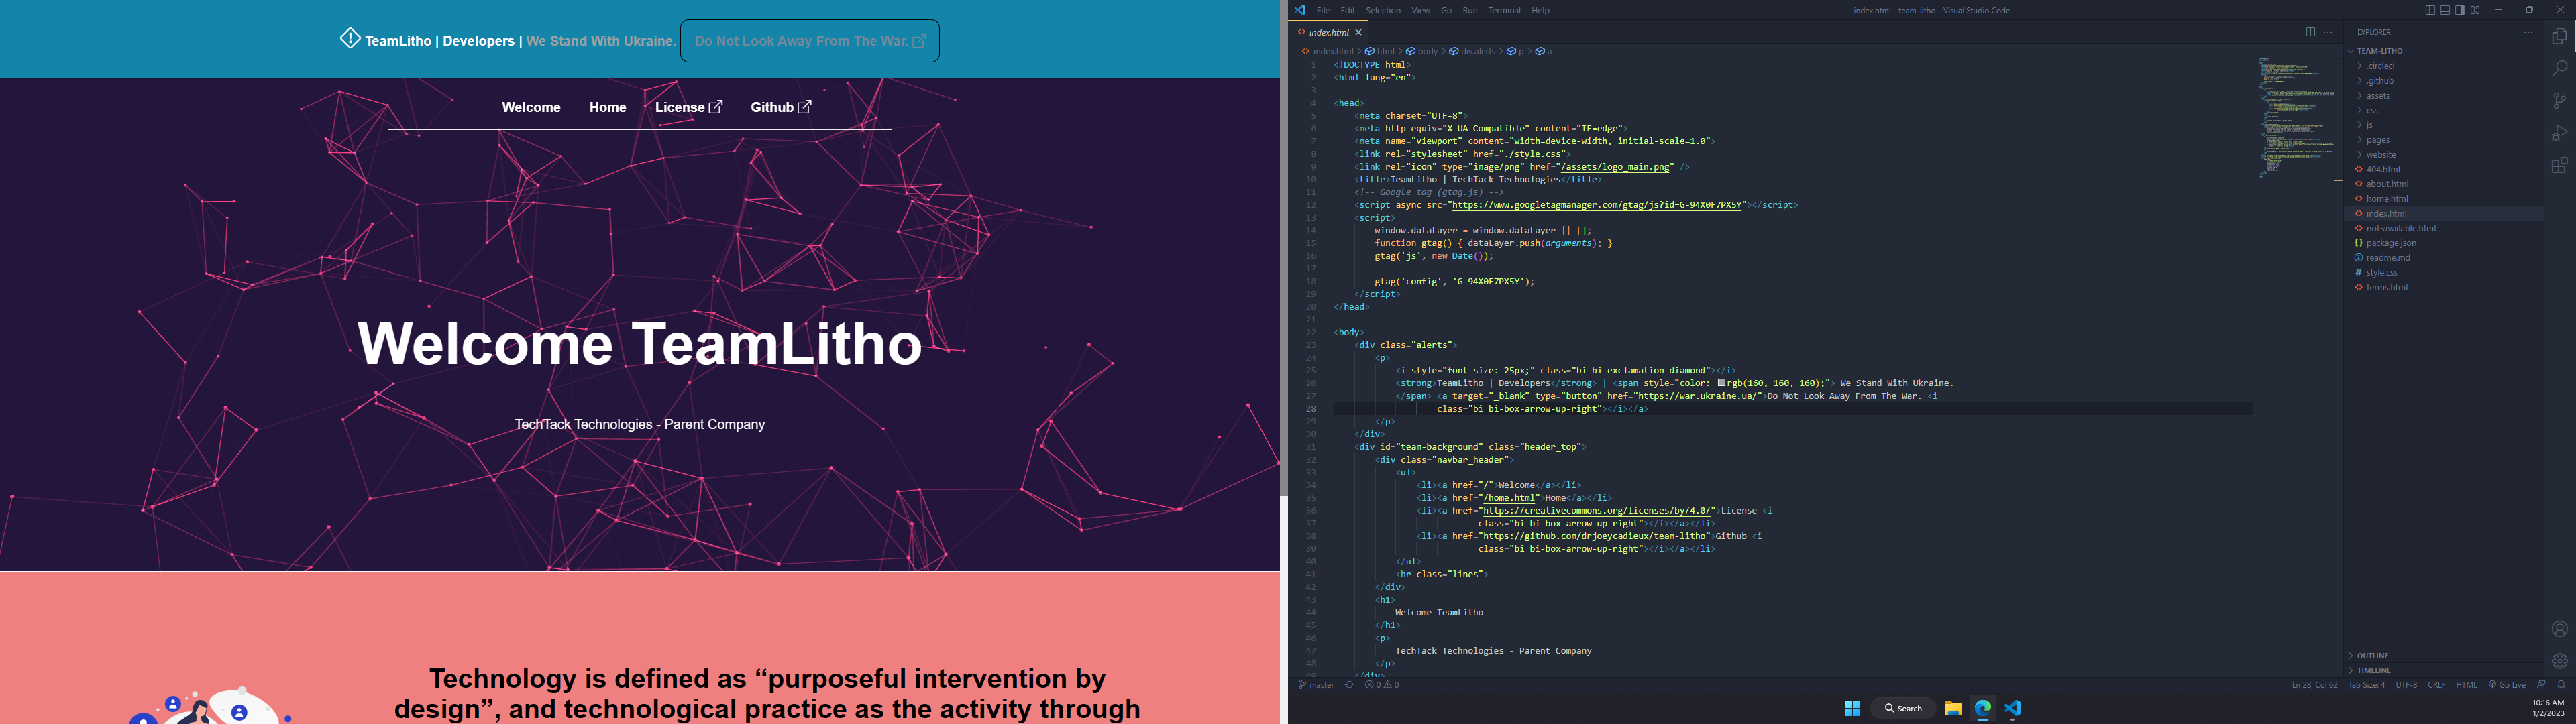 TeamLitho | Developers | We Stand With Ukraine. Do Not Look Away From The War.
Welcome Home License Github
Welcome TeamLitho
TechTack Technologies - Parent Company
Technology is defined as “purposeful intervention by
design”, and technological practice as the activity through
File Edit Selection View Go Run Terminal Help
index.html - team-litho - Visual Studio Code
index.html
index.html > html > body > div.alerts > p > a
1 <!DOCTYPE html>
2 <html lang="en">
3
4 <head>
5 <meta charset="UTF-8">
6 <meta http-equiv="X-UA-Compatible" content="IE=edge">
7 <meta name="viewport" content="width=device-width, initial-scale=1.0">
8 <link rel="stylesheet" href="./style.css">
9 <link rel="icon" type="image/png" href="/assets/logo_main.png" />
10 <title>TeamLitho | TechTack Technologies</title>
11 <!-- Google tag (gtag.js) -->
12 <script async src="https://www.googletagmanager.com/gtag/js?id=G-94X0F7PX5Y"></script>
13 <script>
14 window.dataLayer = window.dataLayer || [];
15 function gtag() { dataLayer.push(arguments); }
16 gtag('js', new Date());
17
18 gtag('config', 'G-94X0F7PX5Y');
19 </script>
20 </head>
21
22 <body>
23 <div class="alerts">
24 <p>
25 <i style="font-size: 25px;" class="bi bi-exclamation-diamond"></i>
26 <strong>TeamLitho | Developers</strong> | <span style="color: rgb(160, 160, 160);"> We Stand With Ukraine.
27 </span> <a target="_blank" type="button" href="https://war.ukraine.ua/">Do Not Look Away From The War. <i
28 class="bi bi-box-arrow-up-right"></i></a>
29 </p>
30 </div>
31 <div id="team-background" class="header_top">
32 <div class="navbar_header">
33 <ul>
34 <li><a href="/">Welcome</a></li>
35 <li><a href="/home.html">Home</a></li>
36 <li><a href="https://creativecommons.org/licenses/by/4.0/">License <i
37 class="bi bi-box-arrow-up-right"></i></a></li>
38 <li><a href="https://github.com/drjoeycadieux/team-litho">Github <i
39 class="bi bi-box-arrow-up-right"></i></a></li>
40 </ul>
41 <hr class="lines">
42 </div>
43 <h1>
44 Welcome TeamLitho
45 </h1>
46 <p>
47 TechTack Technologies - Parent Company
48 </p>
49 </div>
EXPLORER
TEAM-LITHO
.circleci
.github
assets
css
js
pages
website
404.html
about.html
home.html
index.html
not-available.html
package.json
readme.md
style.css
terms.html
OUTLINE
TIMELINE
master 0 0
Ln 28, Col 62 Tab Size: 4 UTF-8 CRLF HTML Go Live
Search
10:16 AM
1/2/2023